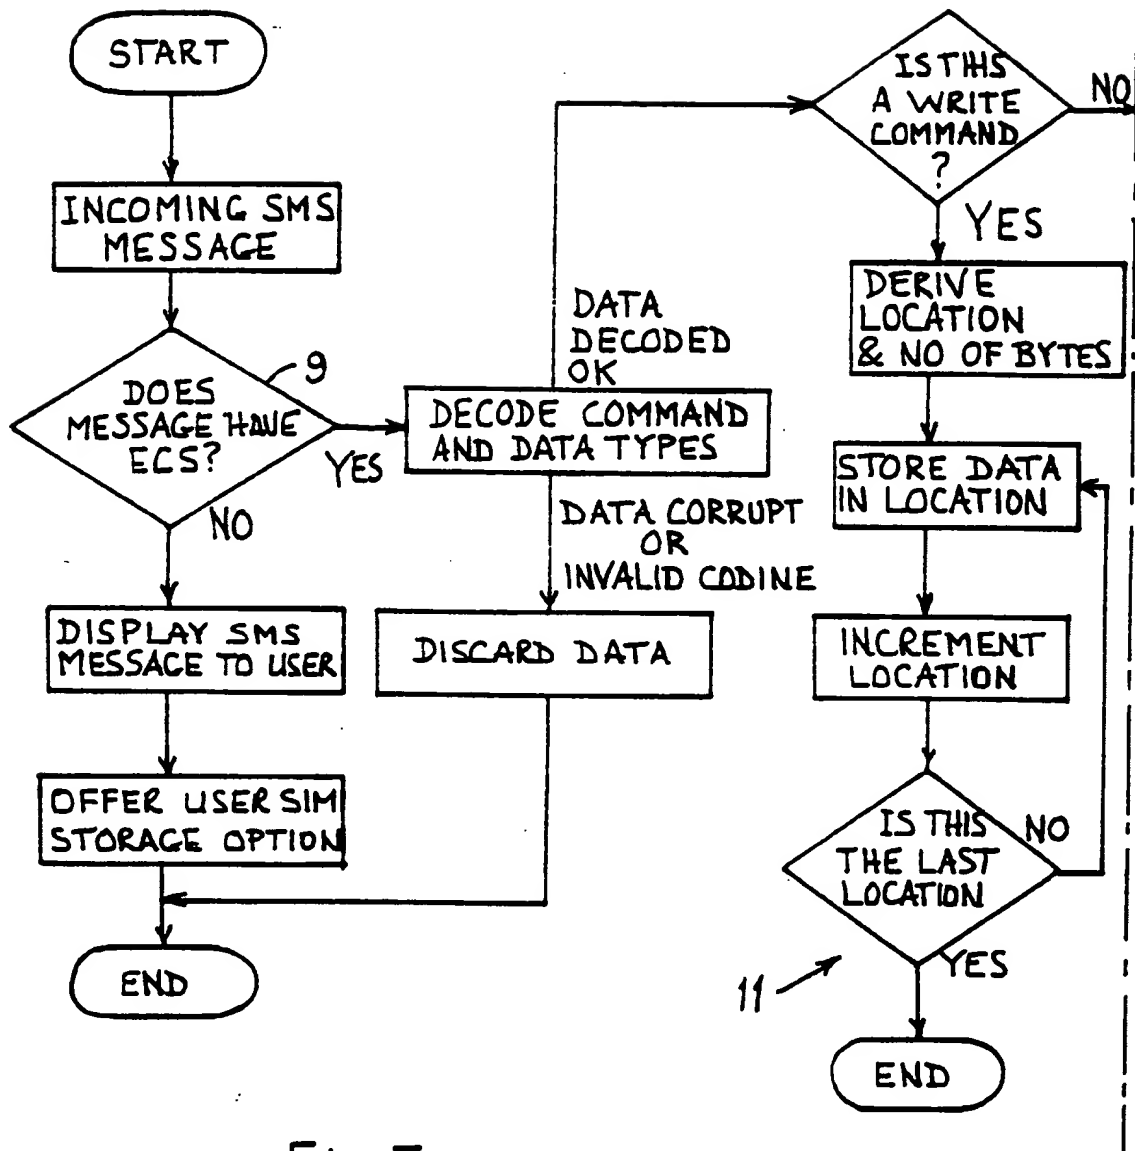 START
INCOMING SMS
MESSAGE
9
DOES
MESSAGE HAVE
ECS?
YES
NO
DISPLAY SMS
MESSAGE TO USER
OFFER USER SIM
STORAGE OPTION
END
DATA
DECODED
OK
DECODE COMMAND
AND DATA TYPES
DATA CORRUPT
OR
INVALID CODINE
DISCARD DATA
IS THIS
A WRITE
COMMAND
?
NO
YES
DERIVE
LOCATION
& NO OF BYTES
STORE DATA
IN LOCATION
INCREMENT
LOCATION
IS THIS
THE LAST
LOCATION
NO
YES
11
END